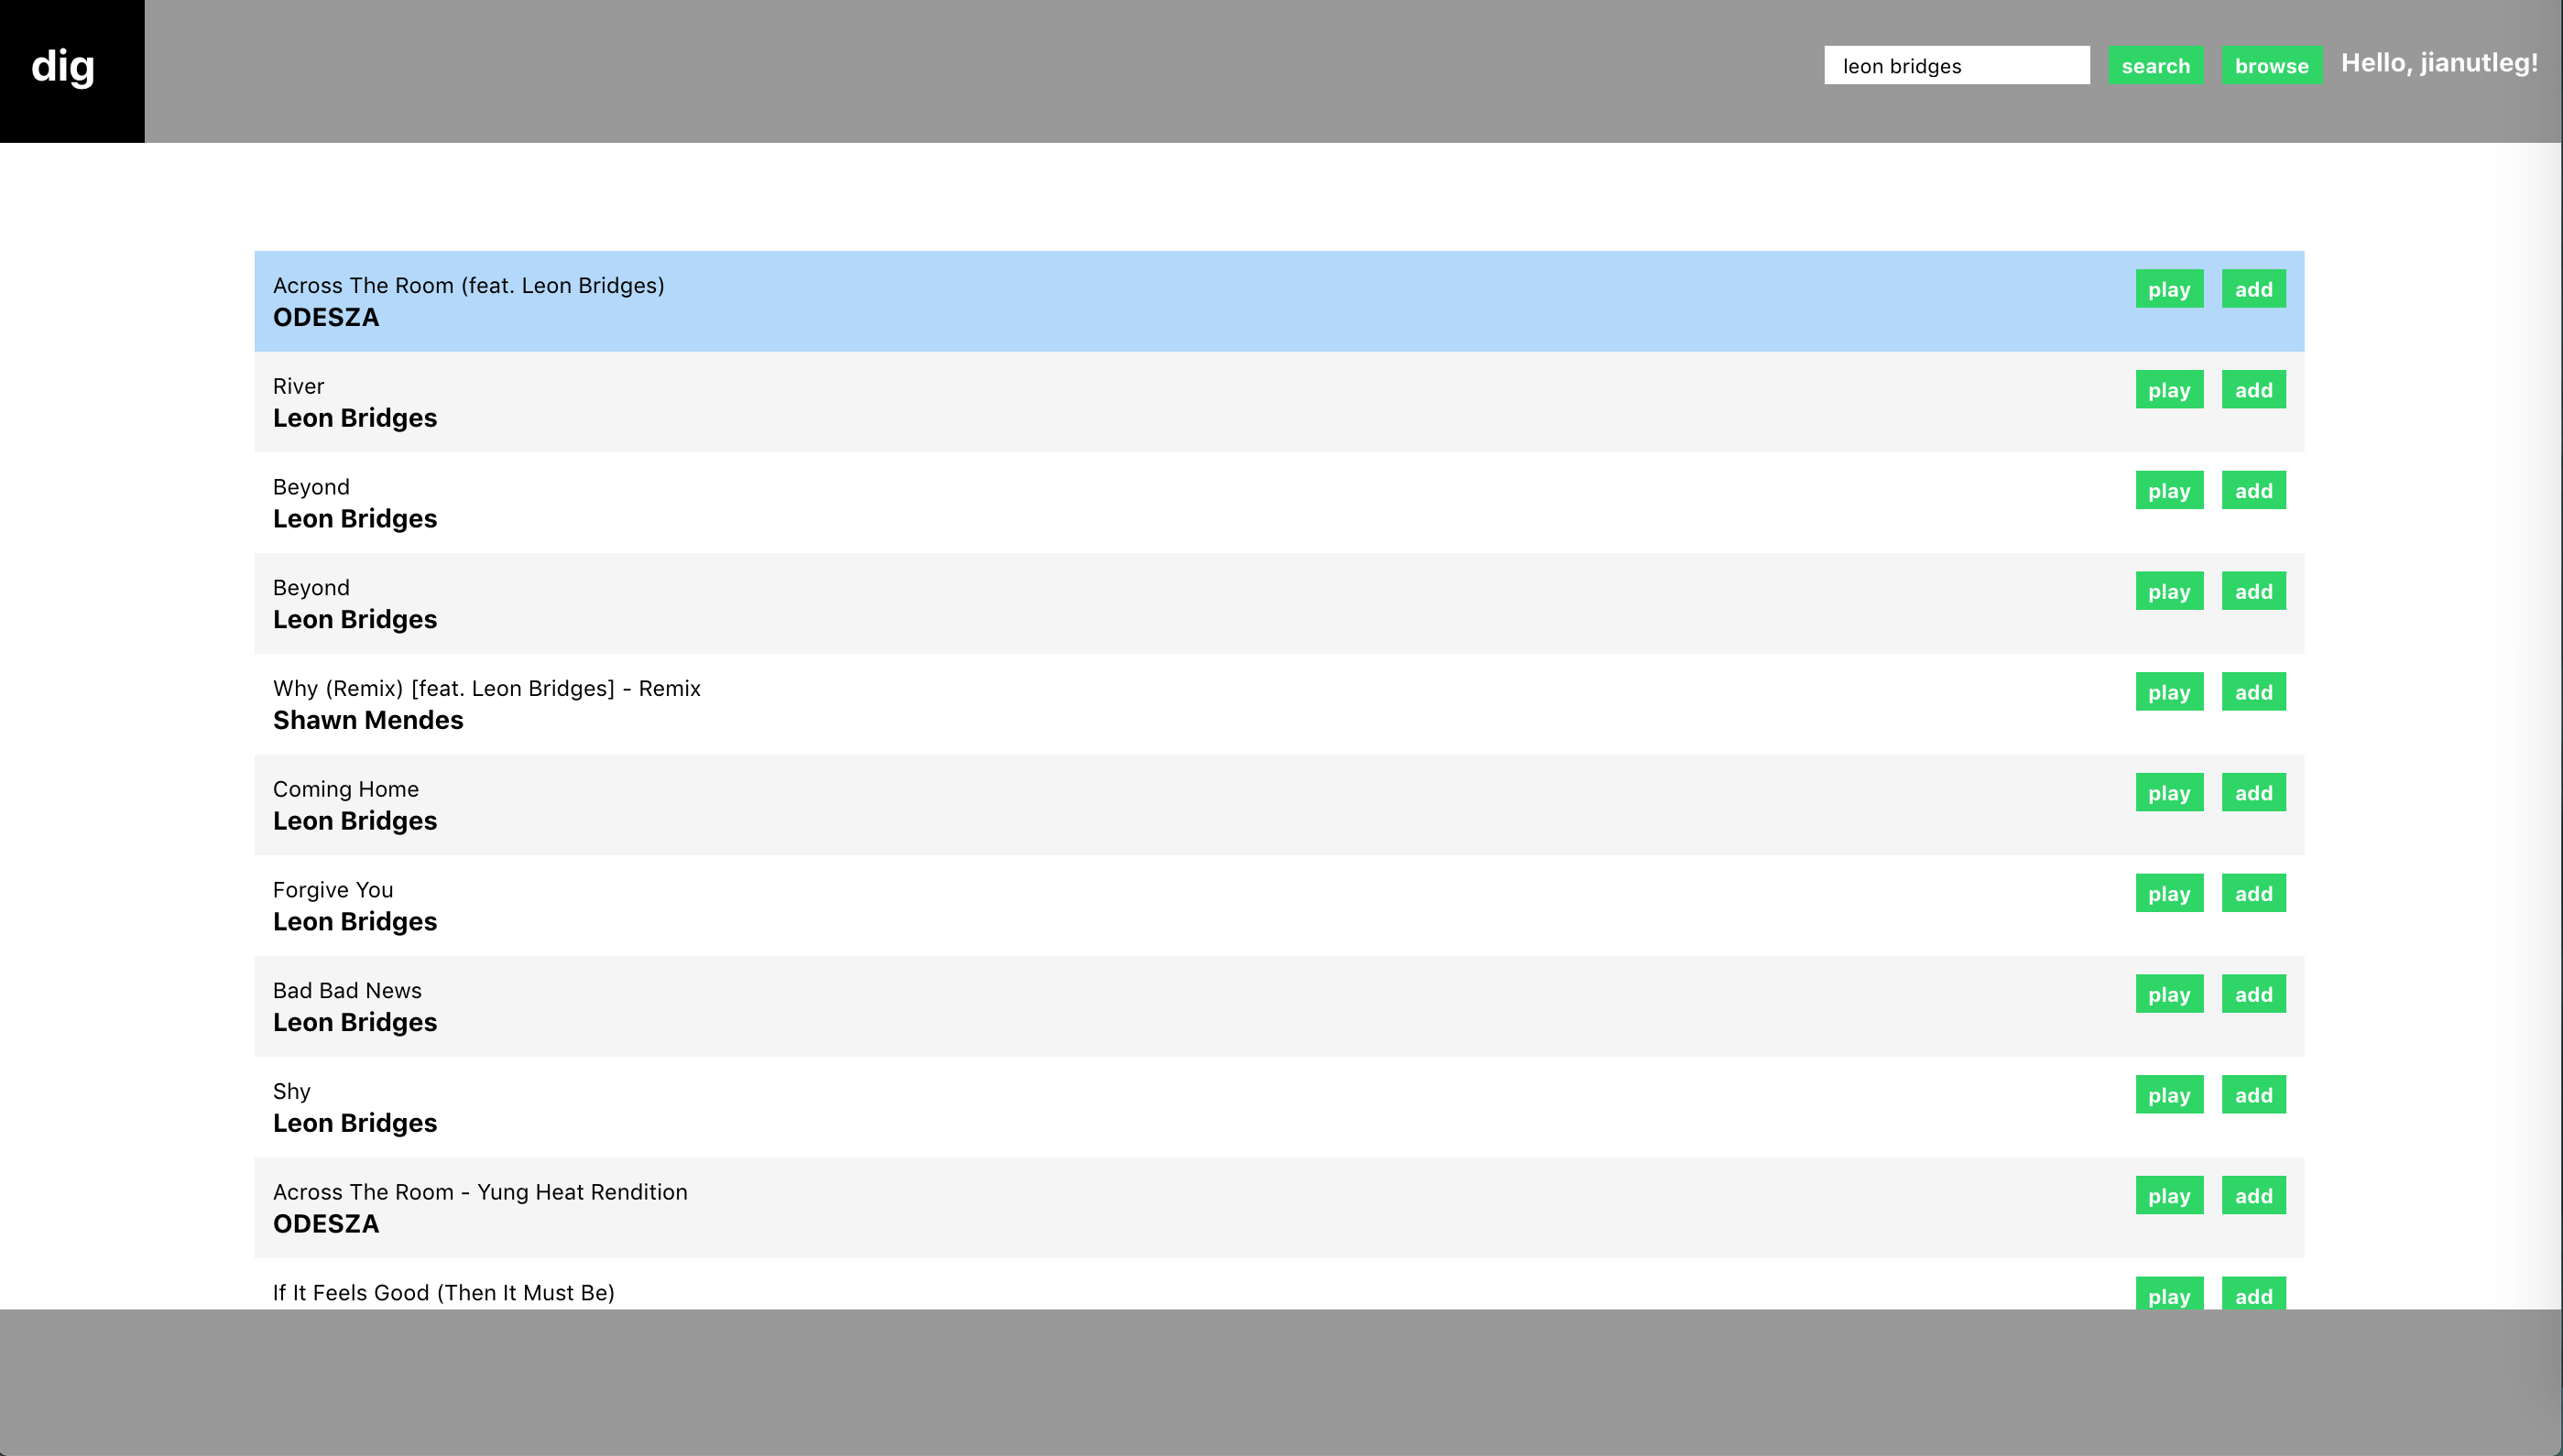 dig
leon bridges search browse Hello, jianutleg!
Across The Room (feat. Leon Bridges) play add
ODESZA
River play add
Leon Bridges
Beyond play add
Leon Bridges
Beyond play add
Leon Bridges
Why (Remix) [feat. Leon Bridges] - Remix play add
Shawn Mendes
Coming Home play add
Leon Bridges
Forgive You play add
Leon Bridges
Bad Bad News play add
Leon Bridges
Shy play add
Leon Bridges
Across The Room - Yung Heat Rendition play add
ODESZA
If It Feels Good (Then It Must Be) play add